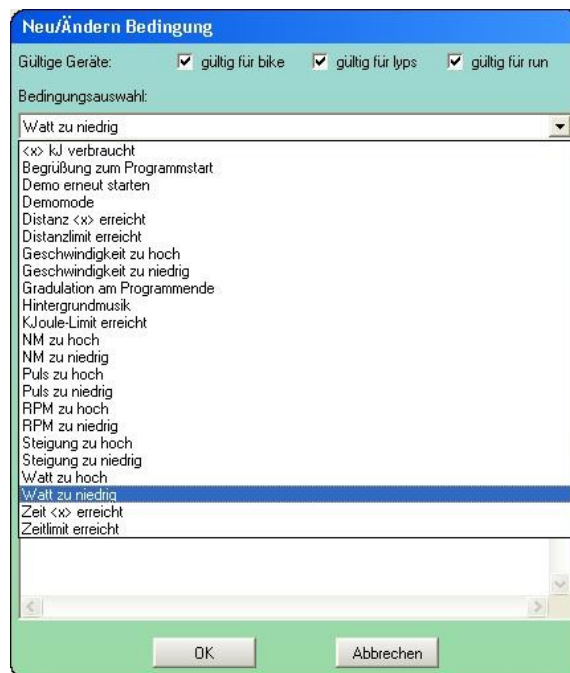 Neu/Ändern Bedingung
Gültige Geräte: gültig für bike gültig für lyps gültig für run
Bedingungsauswahl:
Watt zu niedrig
<x> kJ verbraucht
Begrüßung zum Programmstart
Demo erneut starten
Demomode
Distanz <x> erreicht
Distanzlimit erreicht
Geschwindigkeit zu hoch
Geschwindigkeit zu niedrig
Gradulation am Programmende
Hintergrundmusik
KJoule-Limit erreicht
NM zu hoch
NM zu niedrig
Puls zu hoch
Puls zu niedrig
RPM zu hoch
RPM zu niedrig
Steigung zu hoch
Steigung zu niedrig
Watt zu hoch
Watt zu niedrig
Zeit <x> erreicht
Zeitlimit erreicht
OK Abbrechen